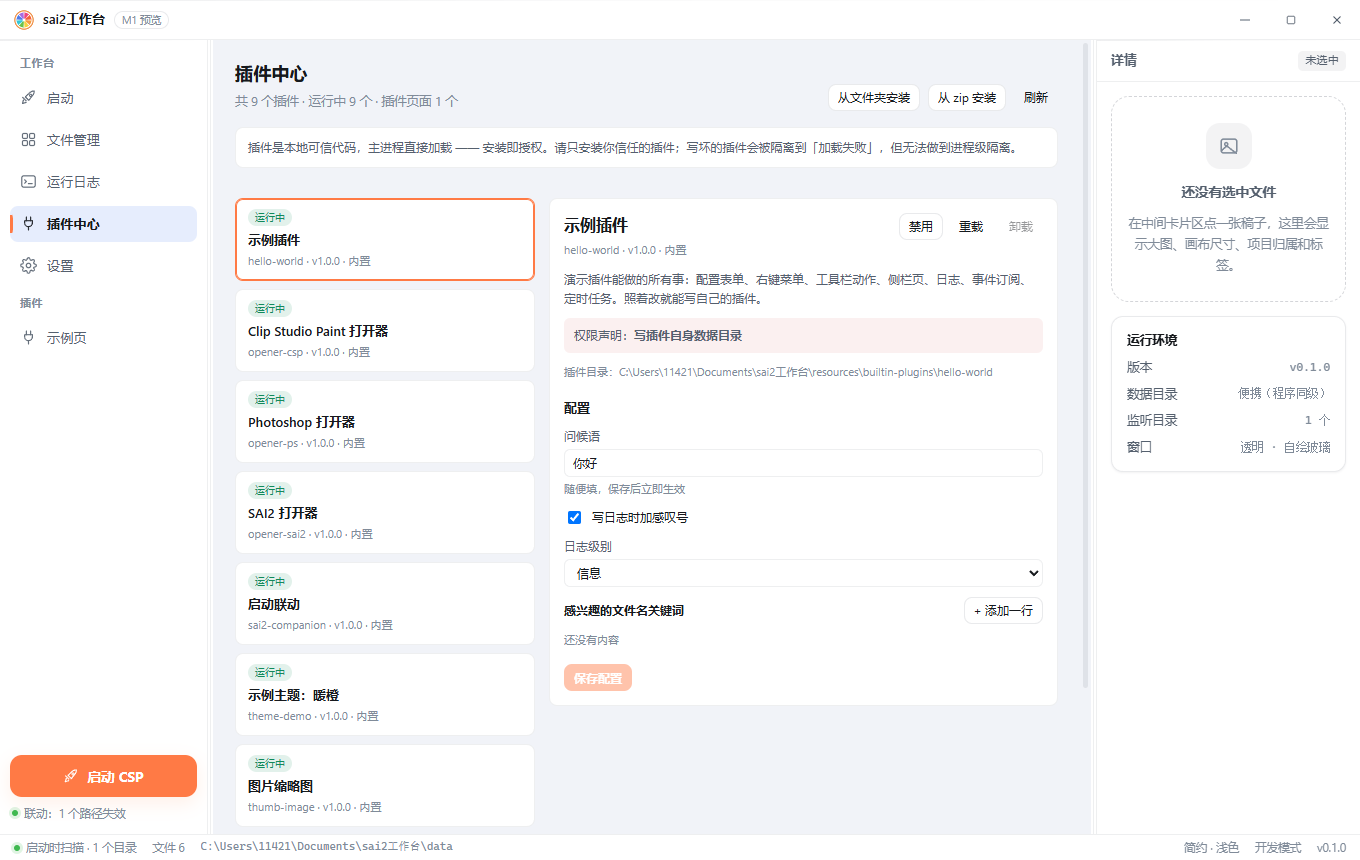 sai2工作台 M1 预览
工作台
启动
文件管理
运行日志
插件中心
设置
插件
示例页
启动 CSP
联动：1 个路径失效
插件中心
共 9 个插件 · 运行中 9 个 · 插件页面 1 个
从文件夹安装 从 zip 安装 刷新
插件是本地可信代码，主进程直接加载 —— 安装即授权。请只安装你信任的插件；写坏的插件会被隔离到「加载失败」，但无法做到进程级隔离。
运行中
示例插件
hello-world · v1.0.0 · 内置
运行中
Clip Studio Paint 打开器
opener-csp · v1.0.0 · 内置
运行中
Photoshop 打开器
opener-ps · v1.0.0 · 内置
运行中
SAI2 打开器
opener-sai2 · v1.0.0 · 内置
运行中
启动联动
sai2-companion · v1.0.0 · 内置
运行中
示例主题：暖橙
theme-demo · v1.0.0 · 内置
运行中
图片缩略图
thumb-image · v1.0.0 · 内置
示例插件 禁用 重载 卸载
hello-world · v1.0.0 · 内置
演示插件能做的所有事：配置表单、右键菜单、工具栏动作、侧栏页、日志、事件订阅、
定时任务。照着改就能写自己的插件。
权限声明：写插件自身数据目录
插件目录：C:\Users\11421\Documents\sai2工作台\resources\builtin-plugins\hello-world
配置
问候语
你好
随便填，保存后立即生效
写日志时加感叹号
日志级别
信息
感兴趣的文件名关键词 + 添加一行
还没有内容
保存配置
详情 未选中
还没有选中文件
在中间卡片区点一张稿子，这里会显
示大图、画布尺寸、项目归属和标
签。
运行环境
版本 v0.1.0
数据目录 便携（程序同级）
监听目录 1 个
窗口 透明 · 自绘玻璃
启动时扫描 · 1 个目录 文件 6 C:\Users\11421\Documents\sai2工作台\data 简约 · 浅色 开发模式 v0.1.0